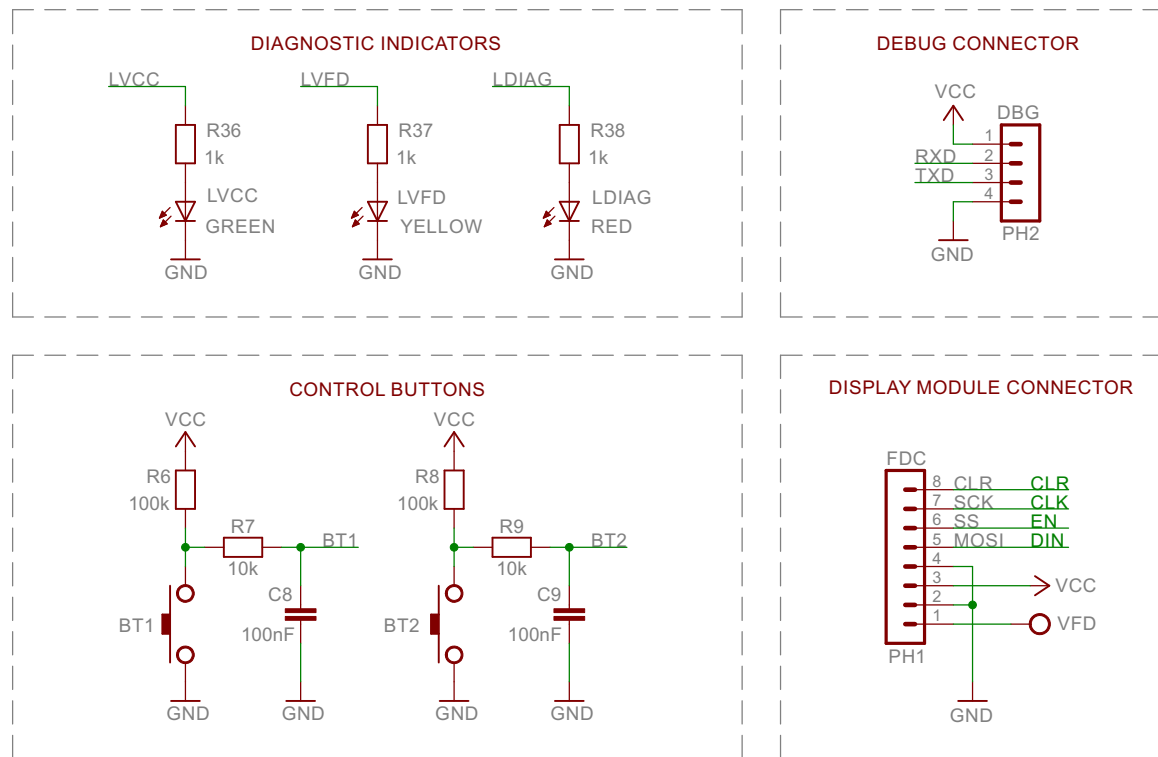 DIAGNOSTIC INDICATORS
LVCC
LVFD
LDIAG
R36
1k
R37
1k
R38
1k
LVCC
GREEN
LVFD
YELLOW
LDIAG
RED
GND
GND
GND
DEBUG CONNECTOR
VCC
DBG
1
RXD 2
TXD 3
4
PH2
GND
CONTROL BUTTONS
VCC
VCC
R6
100k
R8
100k
R7
10k
BT1
R9
10k
BT2
BT1
C8
100nF
BT2
C9
100nF
GND
GND
GND
GND
DISPLAY MODULE CONNECTOR
FDC
8 CLR CLR
7 SCK CLK
6 SS EN
5 MOSI DIN
4
3 VCC
2
1 VFD
PH1
GND